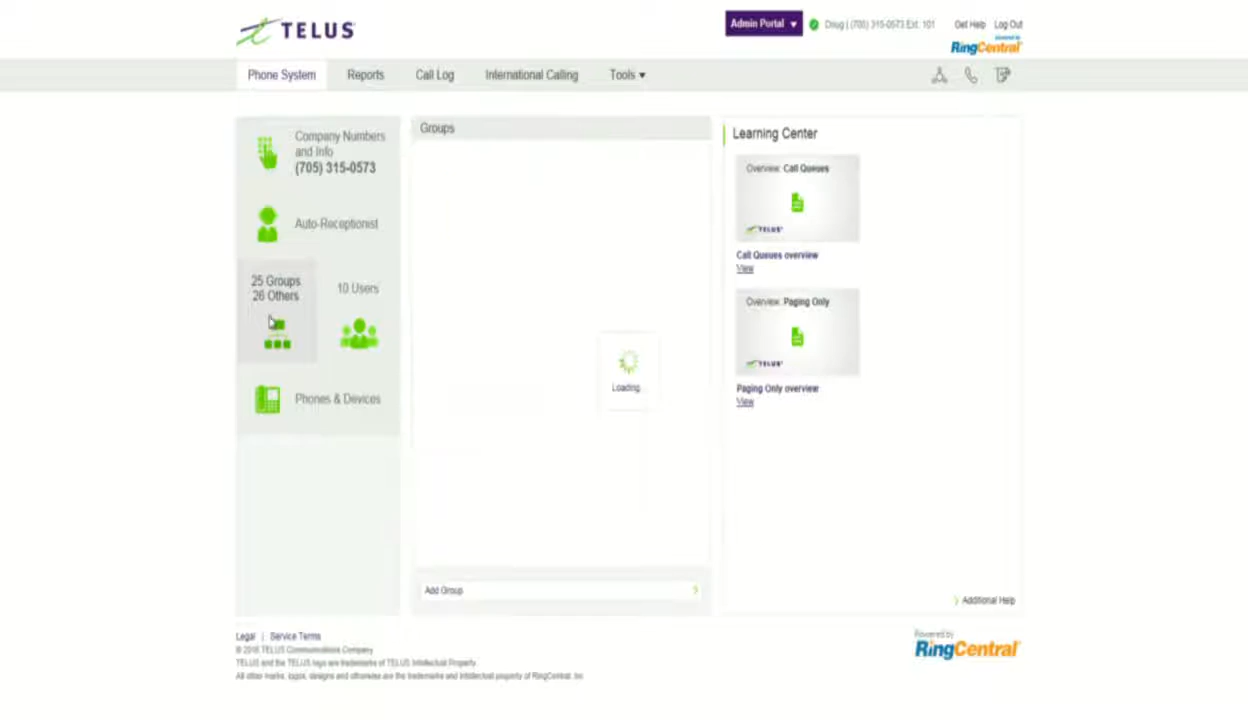 TELUS
Admin Portal
Doug | (705) 315-0573 Ext. 101
Get Help
Log Out
powered by
RingCentral
Phone System
Reports
Call Log
International Calling
Tools
Company Numbers
and Info
(705) 315-0573
Auto-Receptionist
25 Groups
26 Others
10 Users
Phones & Devices
Groups
Loading...
Add Group
Learning Center
Overview: Call Queues
TELUS
Call Queues overview
View
Overview: Paging Only
TELUS
Paging Only overview
View
Additional Help
Legal | Service Terms
© 2016 TELUS Communications Company
TELUS and the TELUS logo are trademarks of TELUS Intellectual Property
All other marks, logos, designs and otherwise are the trademarks and intellectual property of RingCentral, Inc
Powered by
RingCentral